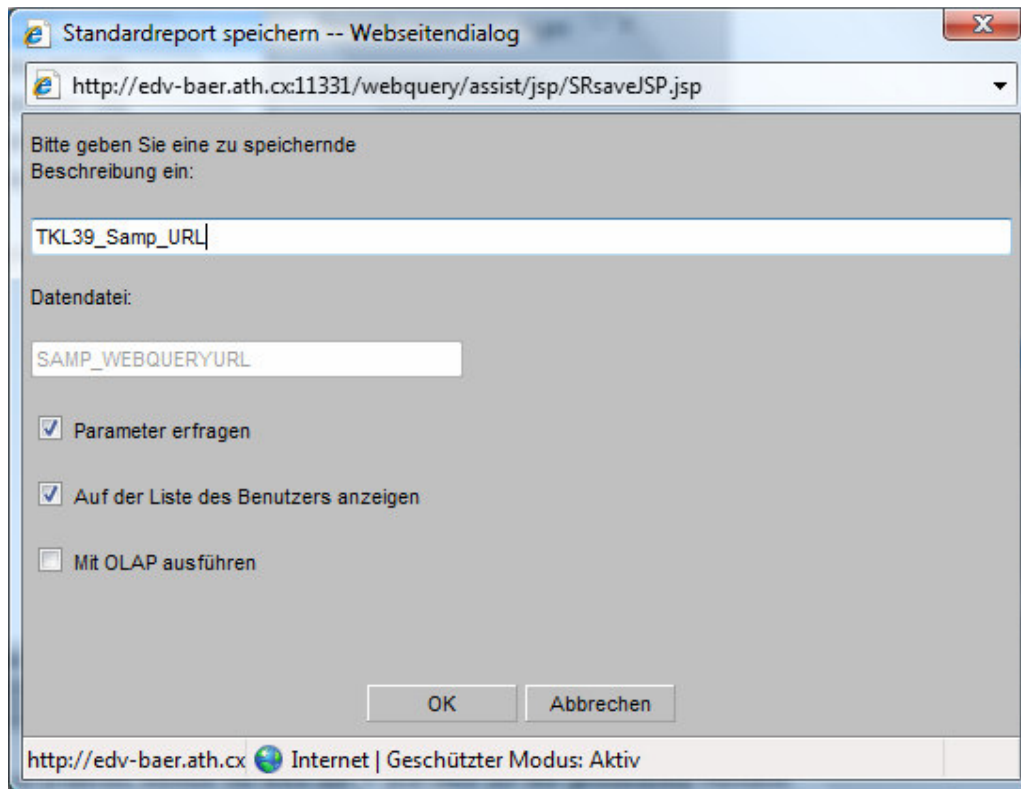 Standardreport speichern -- Webseitendialog
http://edv-baer.ath.cx:11331/webquery/assist/jsp/SRsaveJSP.jsp
Bitte geben Sie eine zu speichernde
Beschreibung ein:
TKL39_Samp_URL
Datendatei:
SAMP_WEBQUERYURL
Parameter erfragen
Auf der Liste des Benutzers anzeigen
Mit OLAP ausführen
OK Abbrechen
http://edv-baer.ath.cx Internet | Geschützter Modus: Aktiv